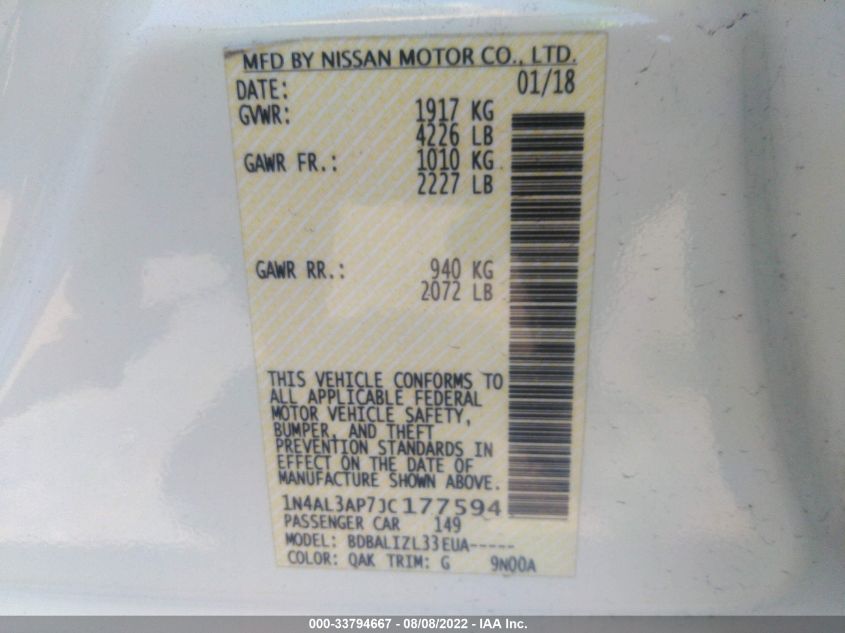 MFD BY NISSAN MOTOR CO., LTD.
DATE: 01/18
GVWR: 1917 KG
4226 LB
GAWR FR.: 1010 KG
2227 LB
GAWR RR.: 940 KG
2072 LB
THIS VEHICLE CONFORMS TO
ALL APPLICABLE FEDERAL
MOTOR VEHICLE SAFETY,
BUMPER, AND THEFT
PREVENTION STANDARDS IN
EFFECT ON THE DATE OF
MANUFACTURE SHOWN ABOVE.
1N4AL3AP7JC177594
PASSENGER CAR 149
MODEL: BDBALIZL33EUA-----
COLOR: QAK TRIM: G 9N00A
000-33794667 - 08/08/2022 - IAA Inc.